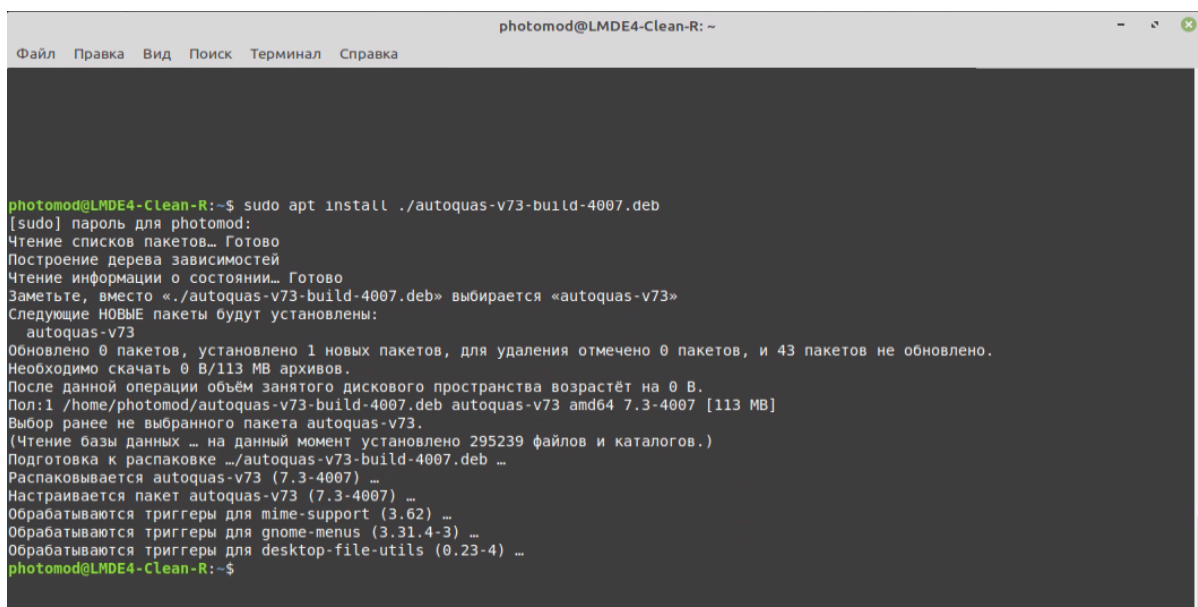 photomod@LMDE4-Clean-R: ~
Файл Правка Вид Поиск Терминал Справка
photomod@LMDE4-Clean-R:~$ sudo apt install ./autoquas-v73-build-4007.deb
[sudo] пароль для photomod:
Чтение списков пакетов… Готово
Построение дерева зависимостей
Чтение информации о состоянии… Готово
Заметьте, вместо «./autoquas-v73-build-4007.deb» выбирается «autoquas-v73»
Следующие НОВЫЕ пакеты будут установлены:
autoquas-v73
Обновлено 0 пакетов, установлено 1 новых пакетов, для удаления отмечено 0 пакетов, и 43 пакетов не обновлено.
Необходимо скачать 0 B/113 MB архивов.
После данной операции объём занятого дискового пространства возрастёт на 0 B.
Пол:1 /home/photomod/autoquas-v73-build-4007.deb autoquas-v73 amd64 7.3-4007 [113 MB]
Выбор ранее не выбранного пакета autoquas-v73.
(Чтение базы данных … на данный момент установлено 295239 файлов и каталогов.)
Подготовка к распаковке …/autoquas-v73-build-4007.deb …
Распаковывается autoquas-v73 (7.3-4007) …
Настраивается пакет autoquas-v73 (7.3-4007) …
Обрабатываются триггеры для mime-support (3.62) …
Обрабатываются триггеры для gnome-menus (3.31.4-3) …
Обрабатываются триггеры для desktop-file-utils (0.23-4) …
photomod@LMDE4-Clean-R:~$